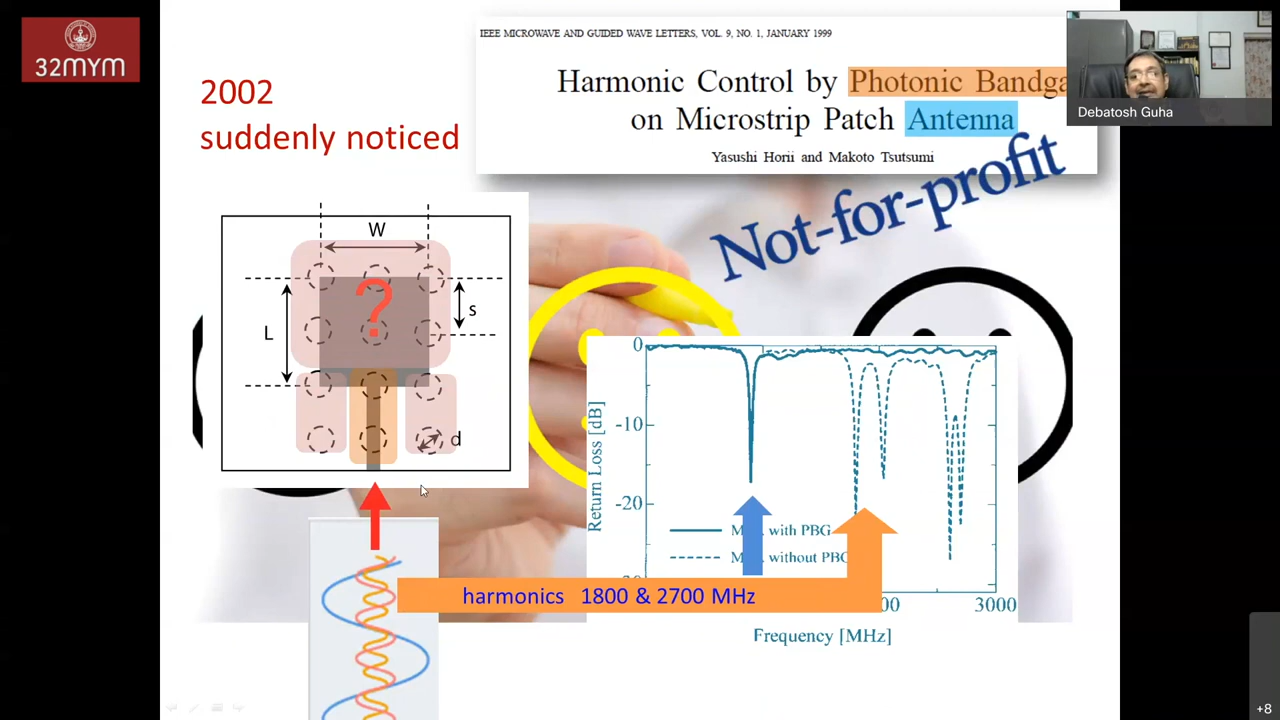 32MYM
IEEE MICROWAVE AND GUIDED WAVE LETTERS, VOL. 9, NO. 1, JANUARY 1999
Harmonic Control by Photonic Bandga
on Microstrip Patch Antenna
Yasushi Horii and Makoto Tsutsumi
Debatosh Guha
2002
suddenly noticed
Not-for-profit
W
?
L
s
d
0
-10
-20
Return Loss [dB]
with PBG
without PBG
harmonics 1800 & 2700 MHz
00
3000
Frequency [MHz]
+8